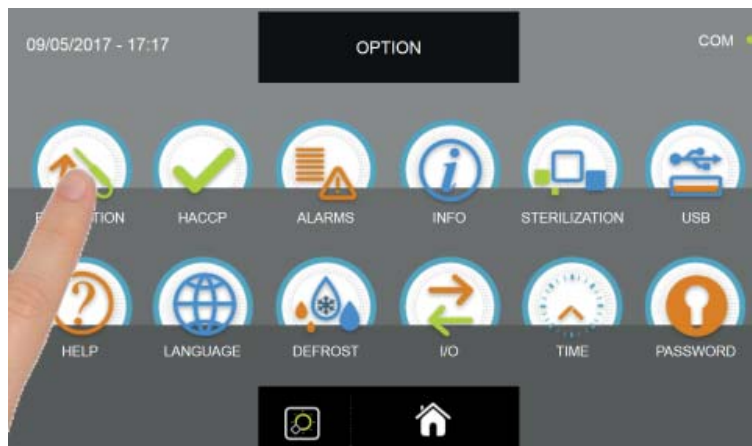 09/05/2017 - 17:17
OPTION
COM
HACCP
ALARMS
INFO
STERILIZATION
USB
HELP
LANGUAGE
DEFROST
I/O
TIME
PASSWORD